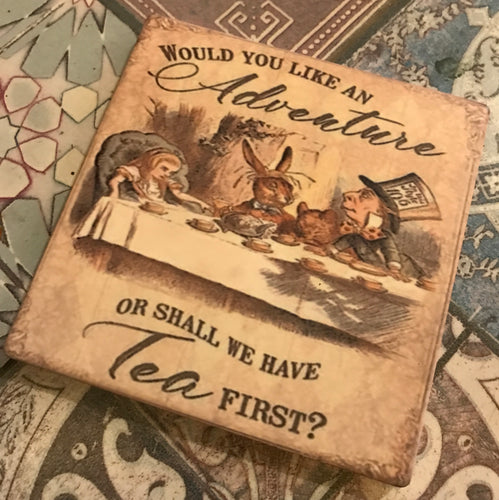 WOULD YOU LIKE AN
Adventure
OR SHALL WE HAVE
Tea FIRST?